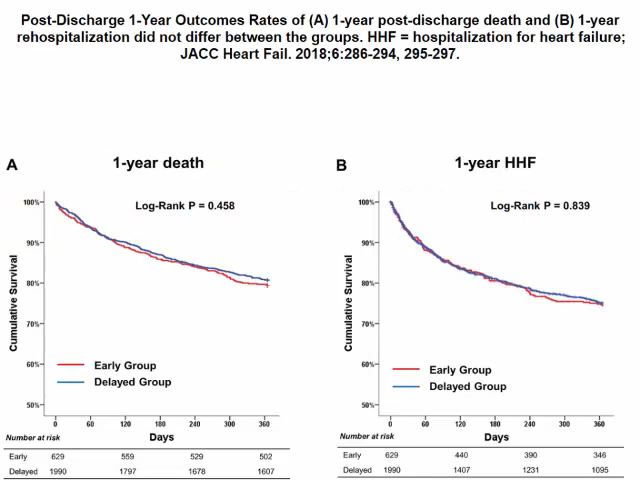 Post-Discharge 1-Year Outcomes Rates of (A) 1-year post-discharge death and (B) 1-year
rehospitalization did not differ between the groups. HHF = hospitalization for heart failure;
JACC Heart Fail. 2018;6:286-294, 295-297.
A
1-year death
Log-Rank P = 0.458
Cumulative Survival
100%
90%
80%
70%
60%
50%
Early Group
Delayed Group
0 60 120 180 240 300 360
Number at risk
Days
Early 629 559 529 502
Delayed 1990 1797 1678 1607
B
1-year HHF
Log-Rank P = 0.839
Cumulative Survival
100%
90%
80%
70%
60%
50%
Early Group
Delayed Group
0 60 120 180 240 300 360
Number at risk
Days
Early 629 440 390 346
Delayed 1990 1407 1231 1095